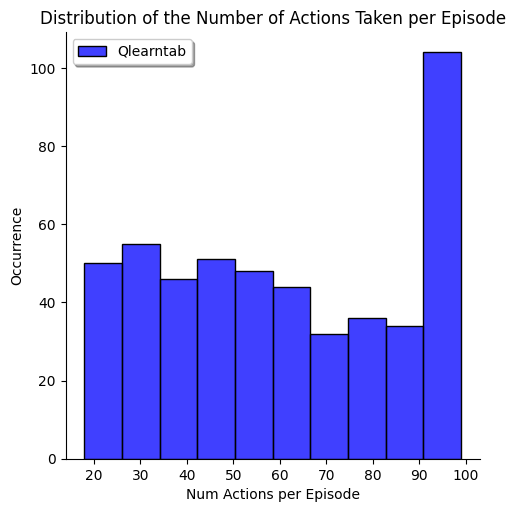 Distribution of the Number of Actions Taken per Episode
Qlearntab
100
80
60
40
20
0
Occurrence
20 30 40 50 60 70 80 90 100
Num Actions per Episode